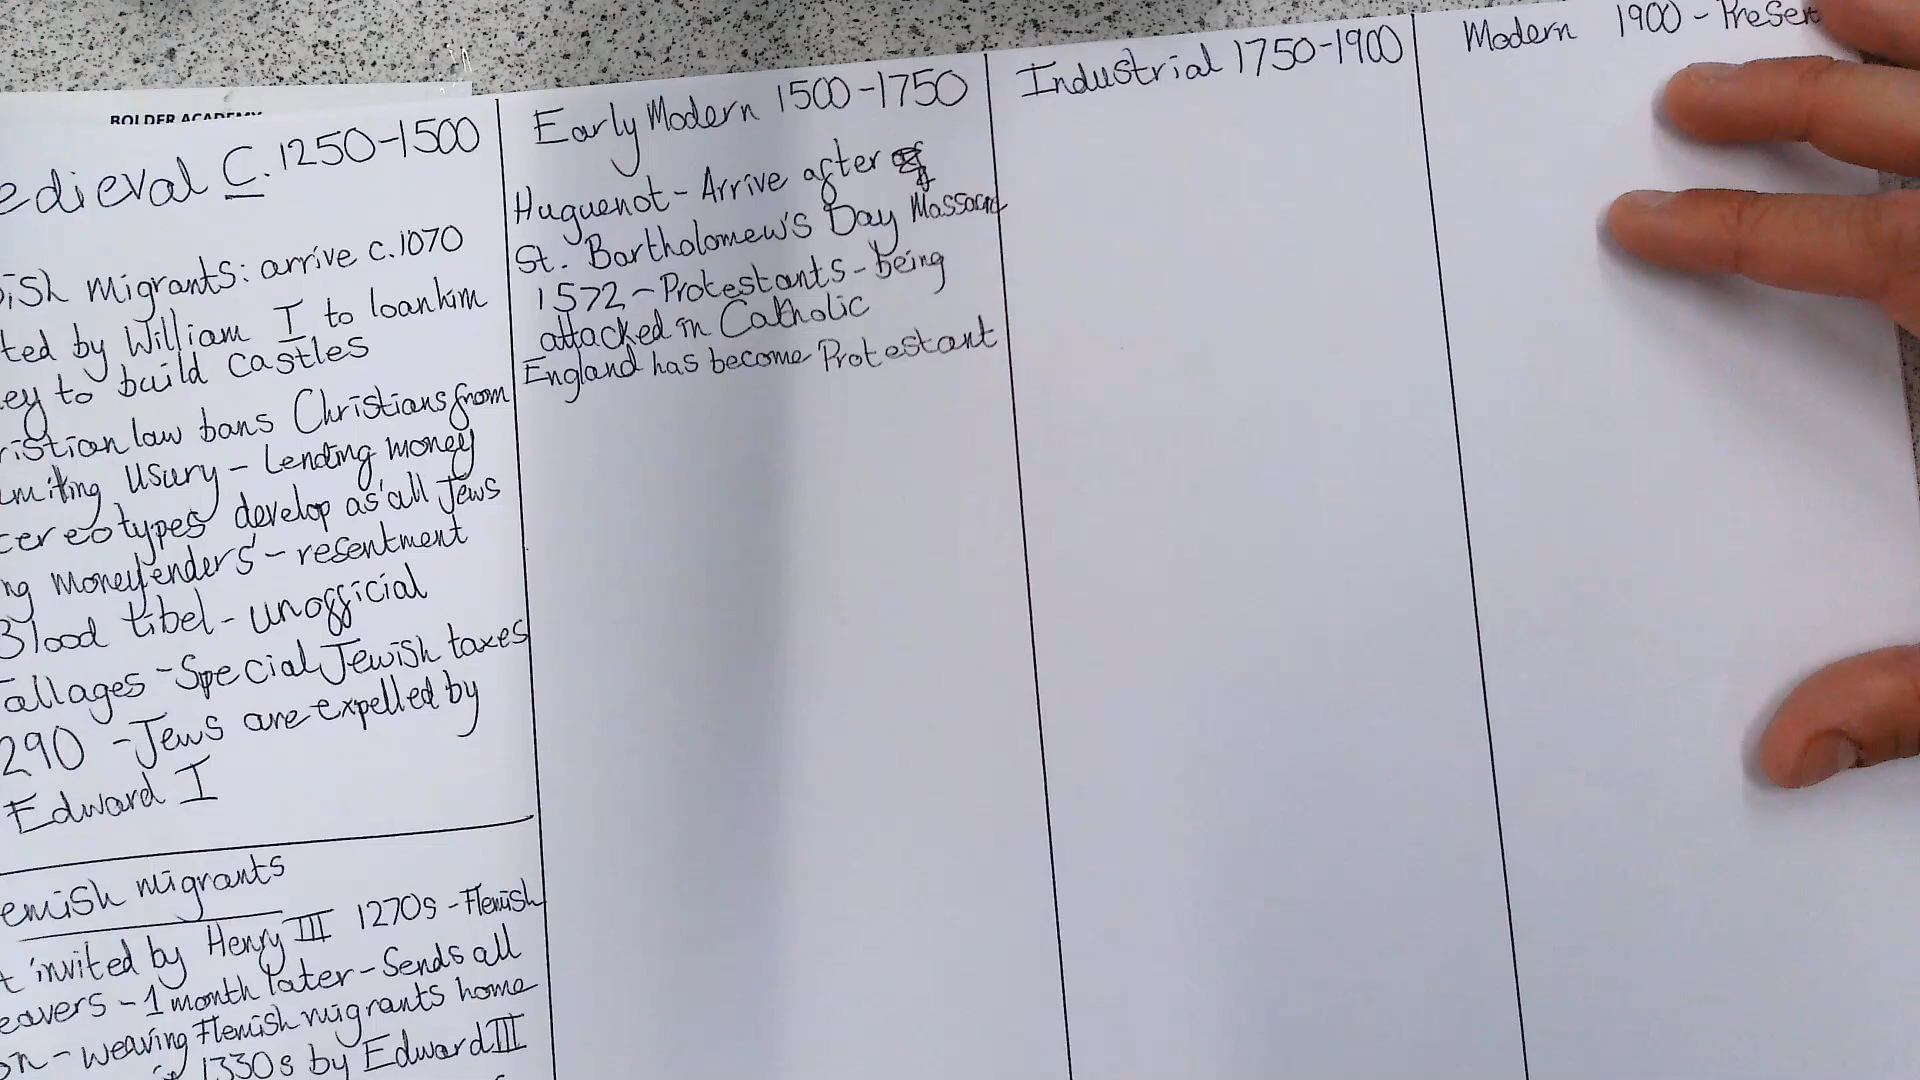 BOLDER ACADEMY
edieval C. 1250-1500
ish migrants: arrive c.1070
ted by William I to loan him
ey to build castles
ristian law bans Christians from
miting Usury - Lending money
tereotypes develop as 'all Jews
ng moneylenders' - resentment
Blood libel - unofficial
allages - Special Jewish taxes
290 - Jews are expelled by
Edward I
emish migrants
t invited by Henry III 1270s - Flemish
eavers - 1 month later - Sends all
on - weaving Flemish migrants home
1330s by Edward III
Early Modern 1500-1750
Huguenot - Arrive after
St. Bartholomew's Day Massacre
1572 - Protestants - being
attacked in Catholic
England has become Protestant
Industrial 1750-1900
Modern 1900 - Presen